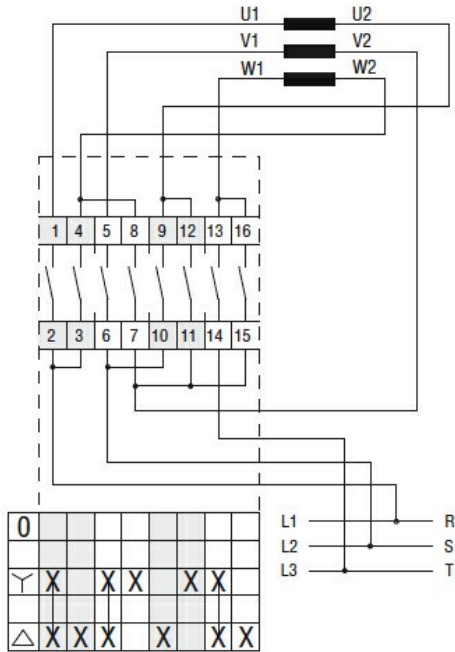 U1 U2
V1 V2
W1 W2
1 4 5 8 9 12 13 16
2 3 6 7 10 11 14 15
L1 R
L2 S
L3 T
0
Y X X X X X
△ X X X X X X